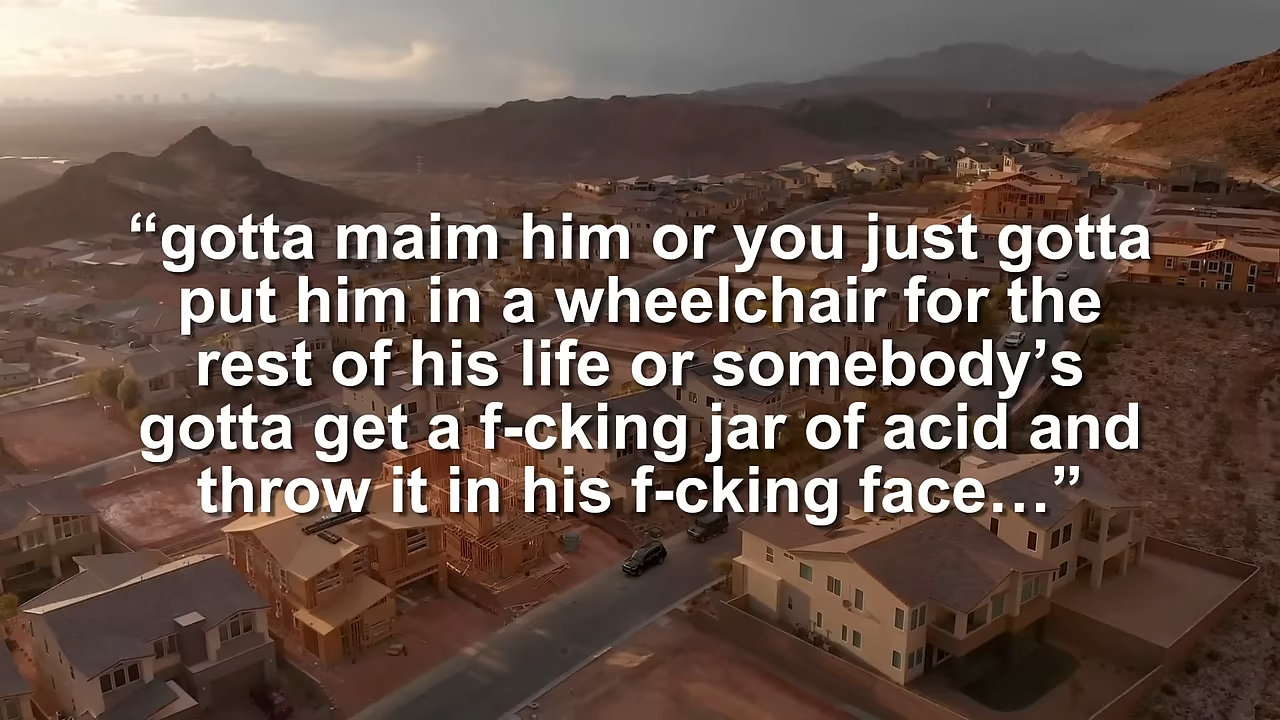 “gotta maim him or you just gotta
put him in a wheelchair for the
rest of his life or somebody’s
gotta get a f-cking jar of acid and
throw it in his f-cking face…”